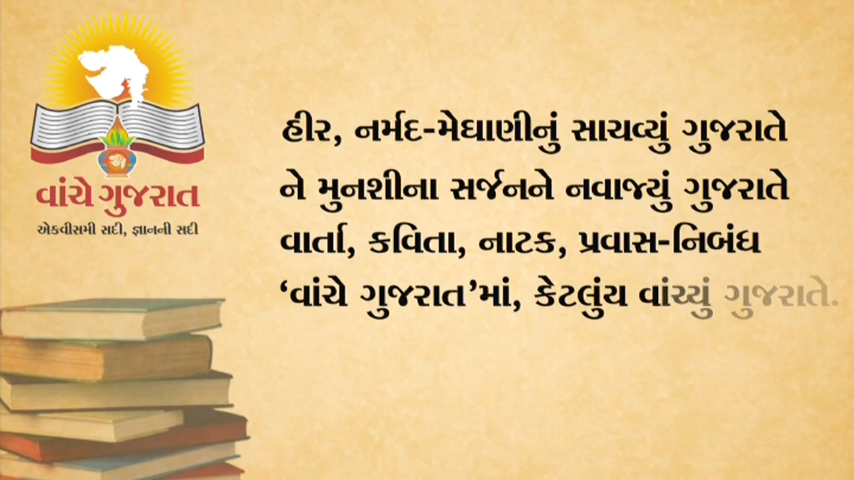 વાંચે ગુજરાત
એકવીસમી સદી, જ્ઞાનની સદી
હીર, નર્મદ-મેઘાણીનું સાચવ્યું ગુજરાતે
ને મુનશીના સર્જનને નવાજ્યું ગુજરાતે
વાર્તા, કવિતા, નાટક, પ્રવાસ-નિબંધ
‘વાંચે ગુજરાત’માં, કેટલુંય વાંચ્યું ગુજરાતે.